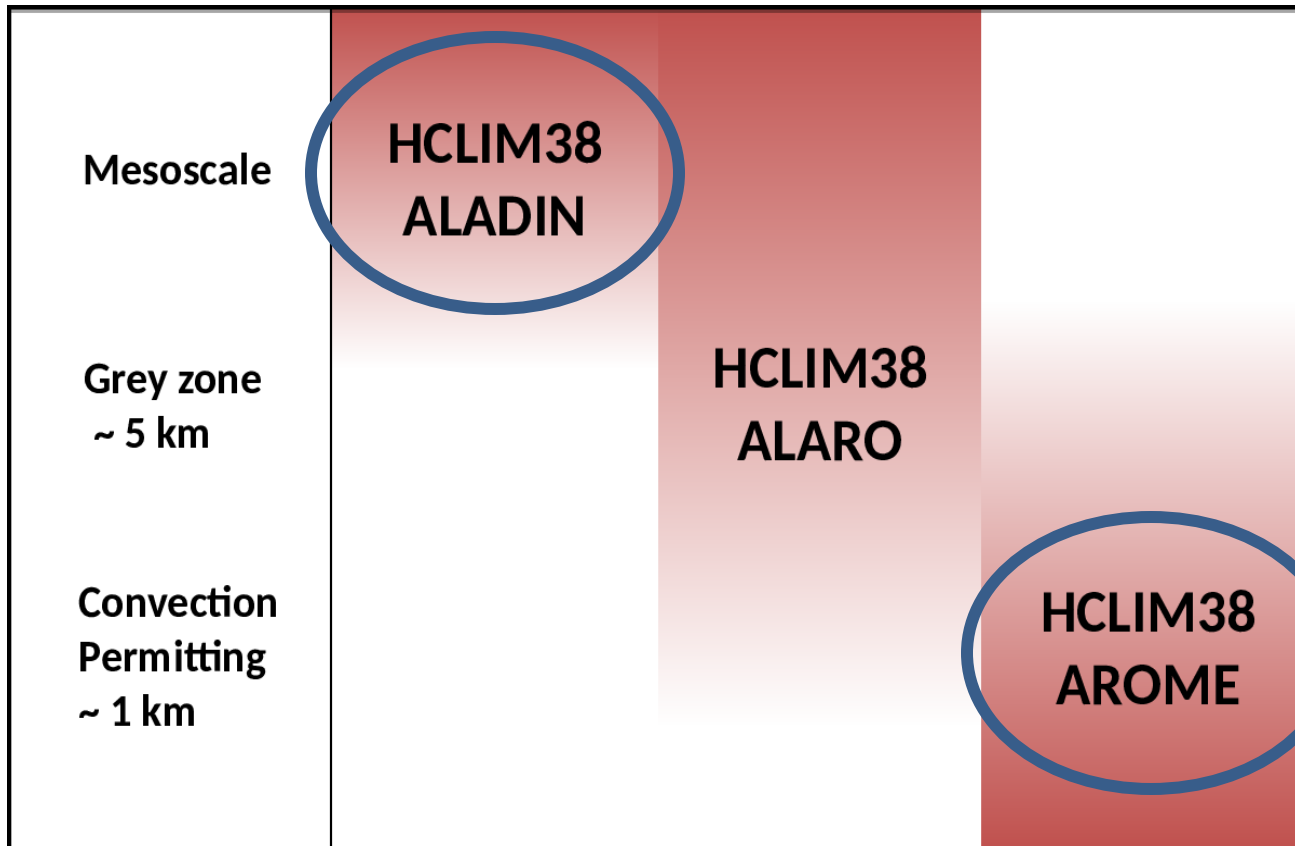 Mesoscale
HCLIM38
ALADIN
Grey zone
~ 5 km
HCLIM38
ALARO
Convection
Permitting
~ 1 km
HCLIM38
AROME